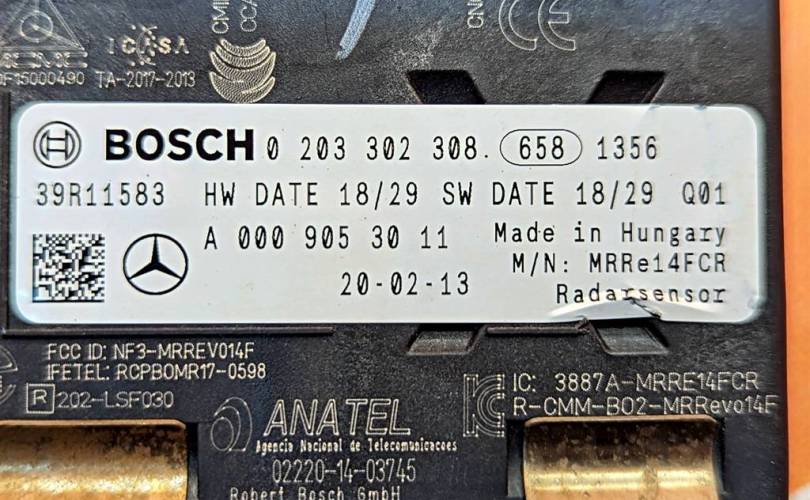 ICASA
TA-2017-2013
BOSCH 0 203 302 308. 658 1356
39R11583 HW DATE 18/29 SW DATE 18/29 Q01
A 000 905 30 11 Made in Hungary
M/N: MRRe14FCR
20-02-13
Radarsensor
FCC ID: NF3-MRREVO14F
IFETEL: RCPBOMR17-0598
R 202-LSF030
IC: 3887A-MRRE14FCR
R-CMM-BO2-MRRevo14F
ANATEL
Agencia Nacional de Telecomunicacoes
02220-14-03745
Robert Bosch GmbH